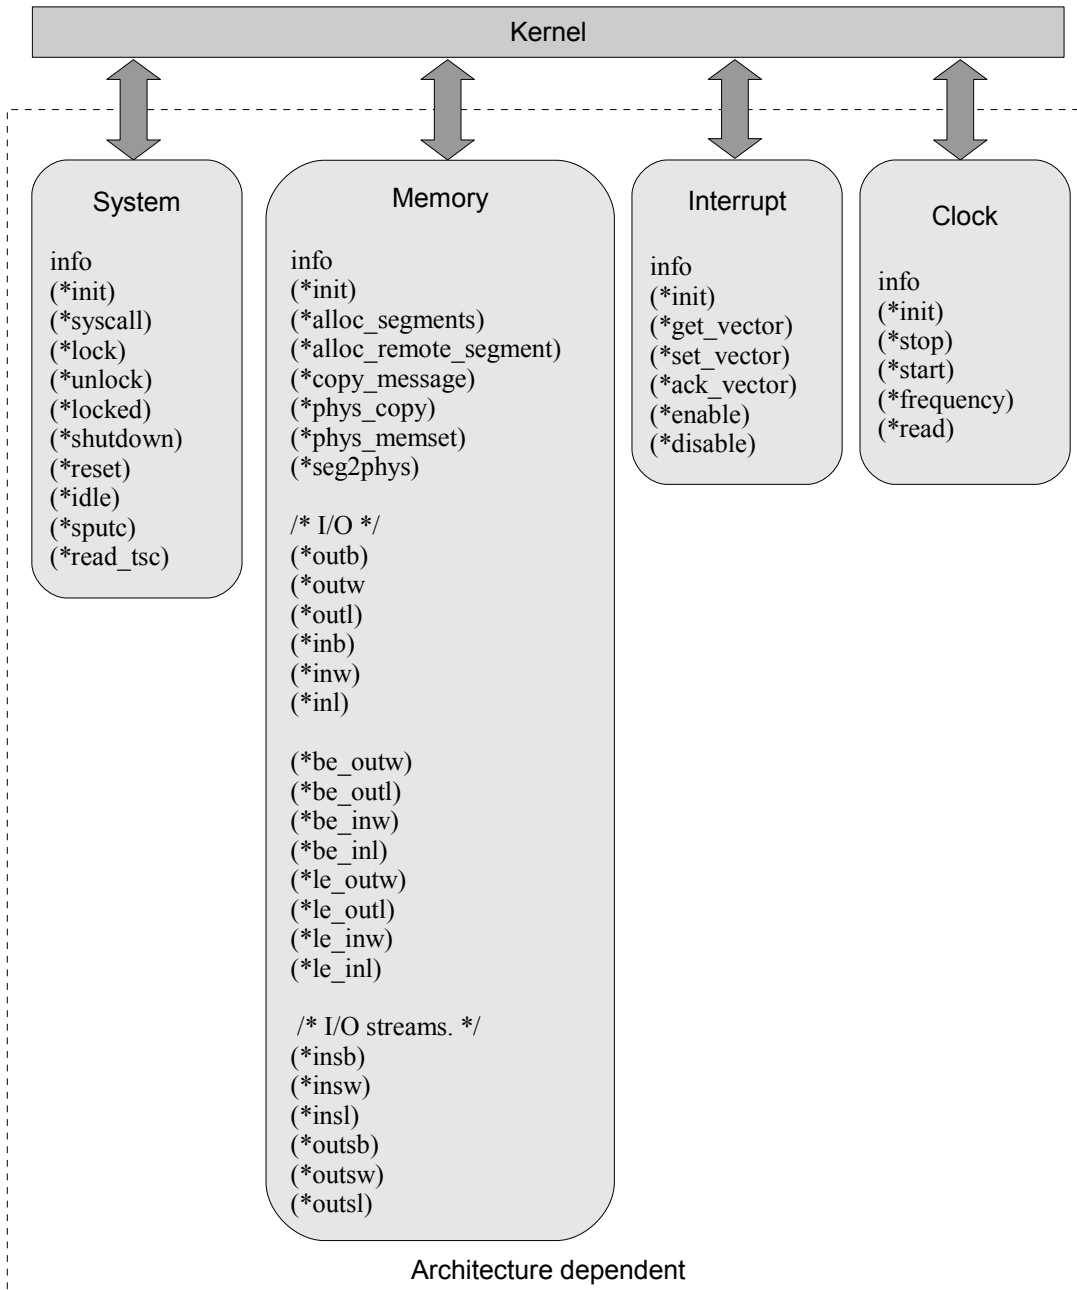 Kernel
System
info
(*init)
(*syscall)
(*lock)
(*unlock)
(*locked)
(*shutdown)
(*reset)
(*idle)
(*sputc)
(*read_tsc)
Memory
info
(*init)
(*alloc_segments)
(*alloc_remote_segment)
(*copy_message)
(*phys_copy)
(*phys_memset)
(*seg2phys)
/* I/O */
(*outb)
(*outw
(*outl)
(*inb)
(*inw)
(*inl)
(*be_outw)
(*be_outl)
(*be_inw)
(*be_inl)
(*le_outw)
(*le_outl)
(*le_inw)
(*le_inl)
/* I/O streams. */
(*insb)
(*insw)
(*insl)
(*outsb)
(*outsw)
(*outsl)
Interrupt
info
(*init)
(*get_vector)
(*set_vector)
(*ack_vector)
(*enable)
(*disable)
Clock
info
(*init)
(*stop)
(*start)
(*frequency)
(*read)
Architecture dependent